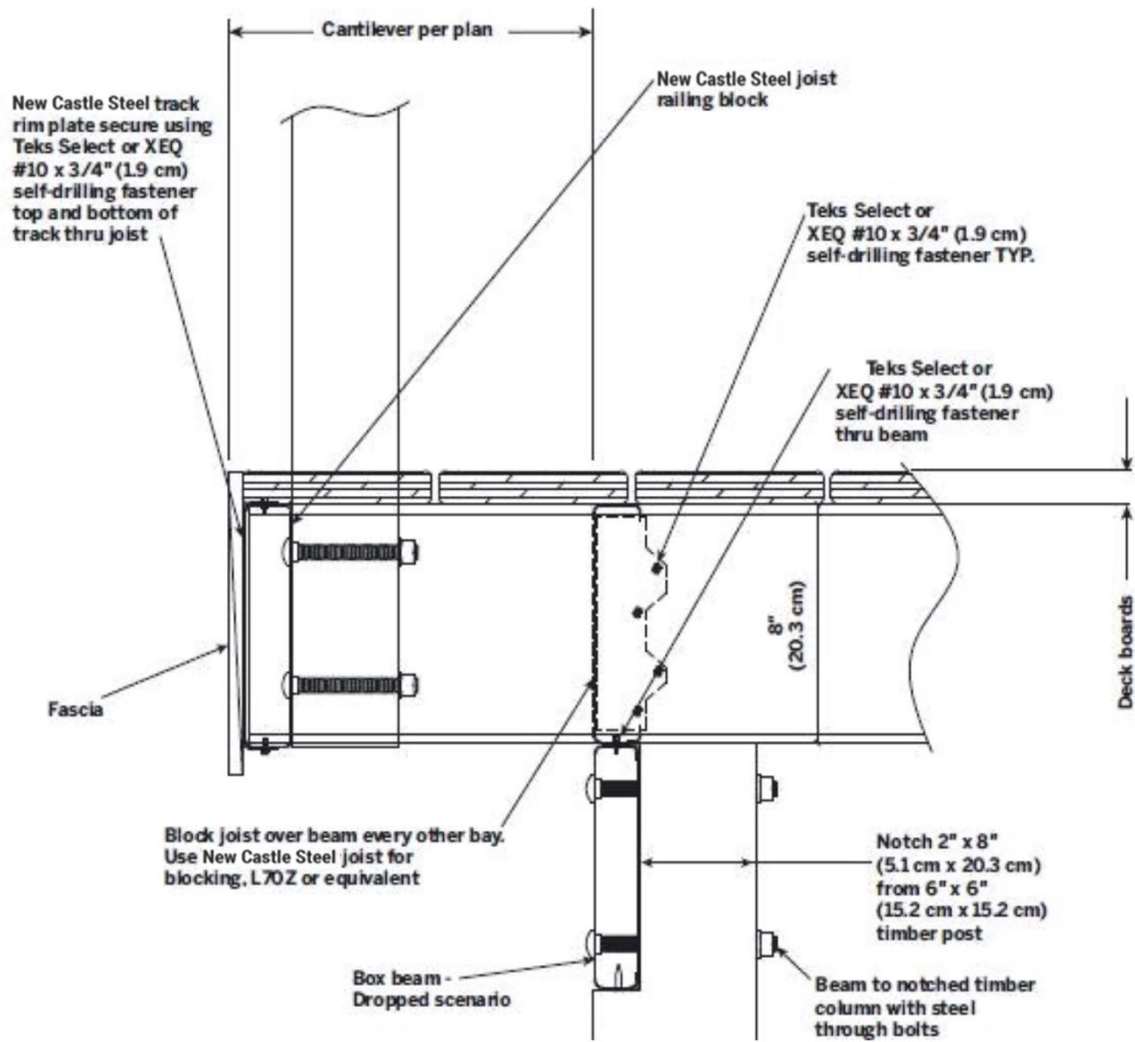 Cantilever per plan
New Castle Steel joist
railing block
New Castle Steel track
rim plate secure using
Teks Select or XEQ
#10 x 3/4" (1.9 cm)
self-drilling fastener
top and bottom of
track thru joist
Teks Select or
XEQ #10 x 3/4" (1.9 cm)
self-drilling fastener TYP.
Teks Select or
XEQ #10 x 3/4" (1.9 cm)
self-drilling fastener
thru beam
8"
(20.3 cm)
Deck boards
Fascia
Block joist over beam every other bay.
Use New Castle Steel joist for
blocking, L70Z or equivalent
Notch 2" x 8"
(5.1 cm x 20.3 cm)
from 6" x 6"
(15.2 cm x 15.2 cm)
timber post
Box beam -
Dropped scenario
Beam to notched timber
column with steel
through bolts